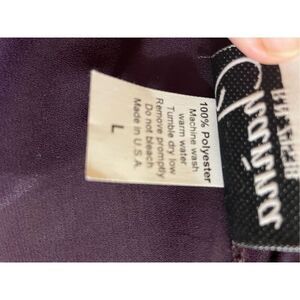 100% Polyester
Machine wash
warm water
Tumble dry low
Remove promptly
Do not bleach
Made in U.S.A.
L